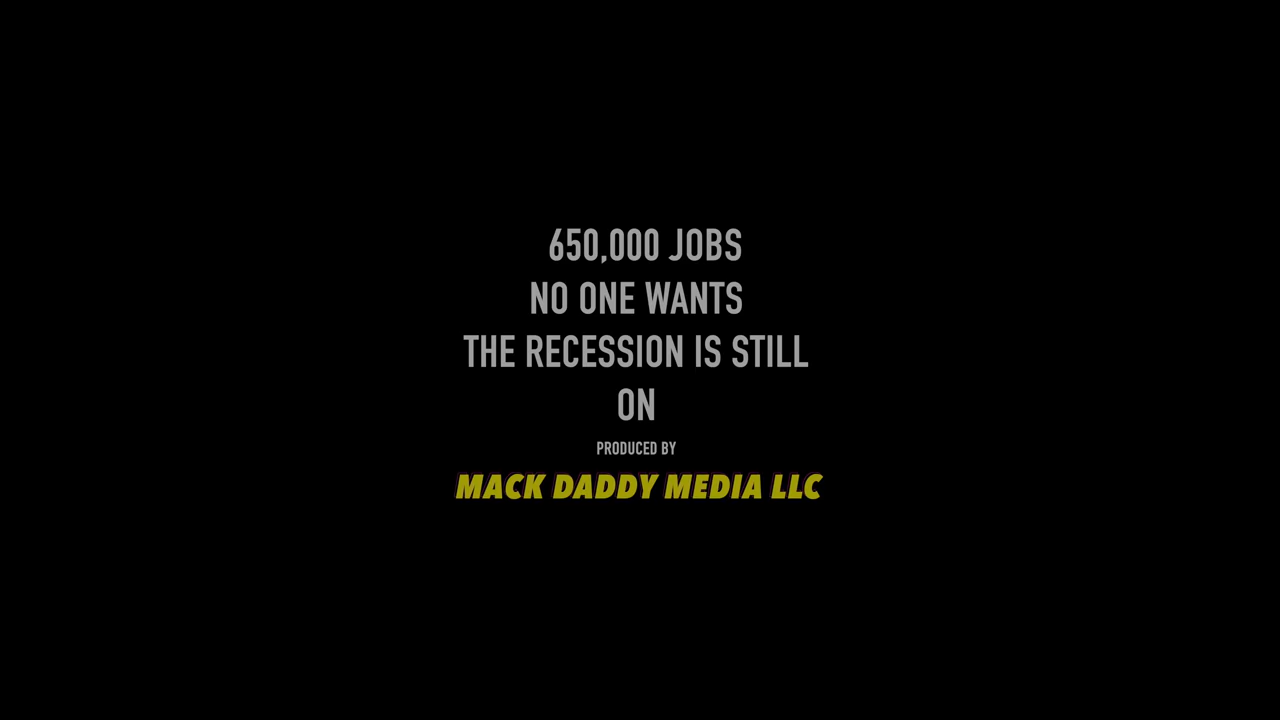 650,000 JOBS
NO ONE WANTS
THE RECESSION IS STILL
ON
PRODUCED BY
MACK DADDY MEDIA LLC